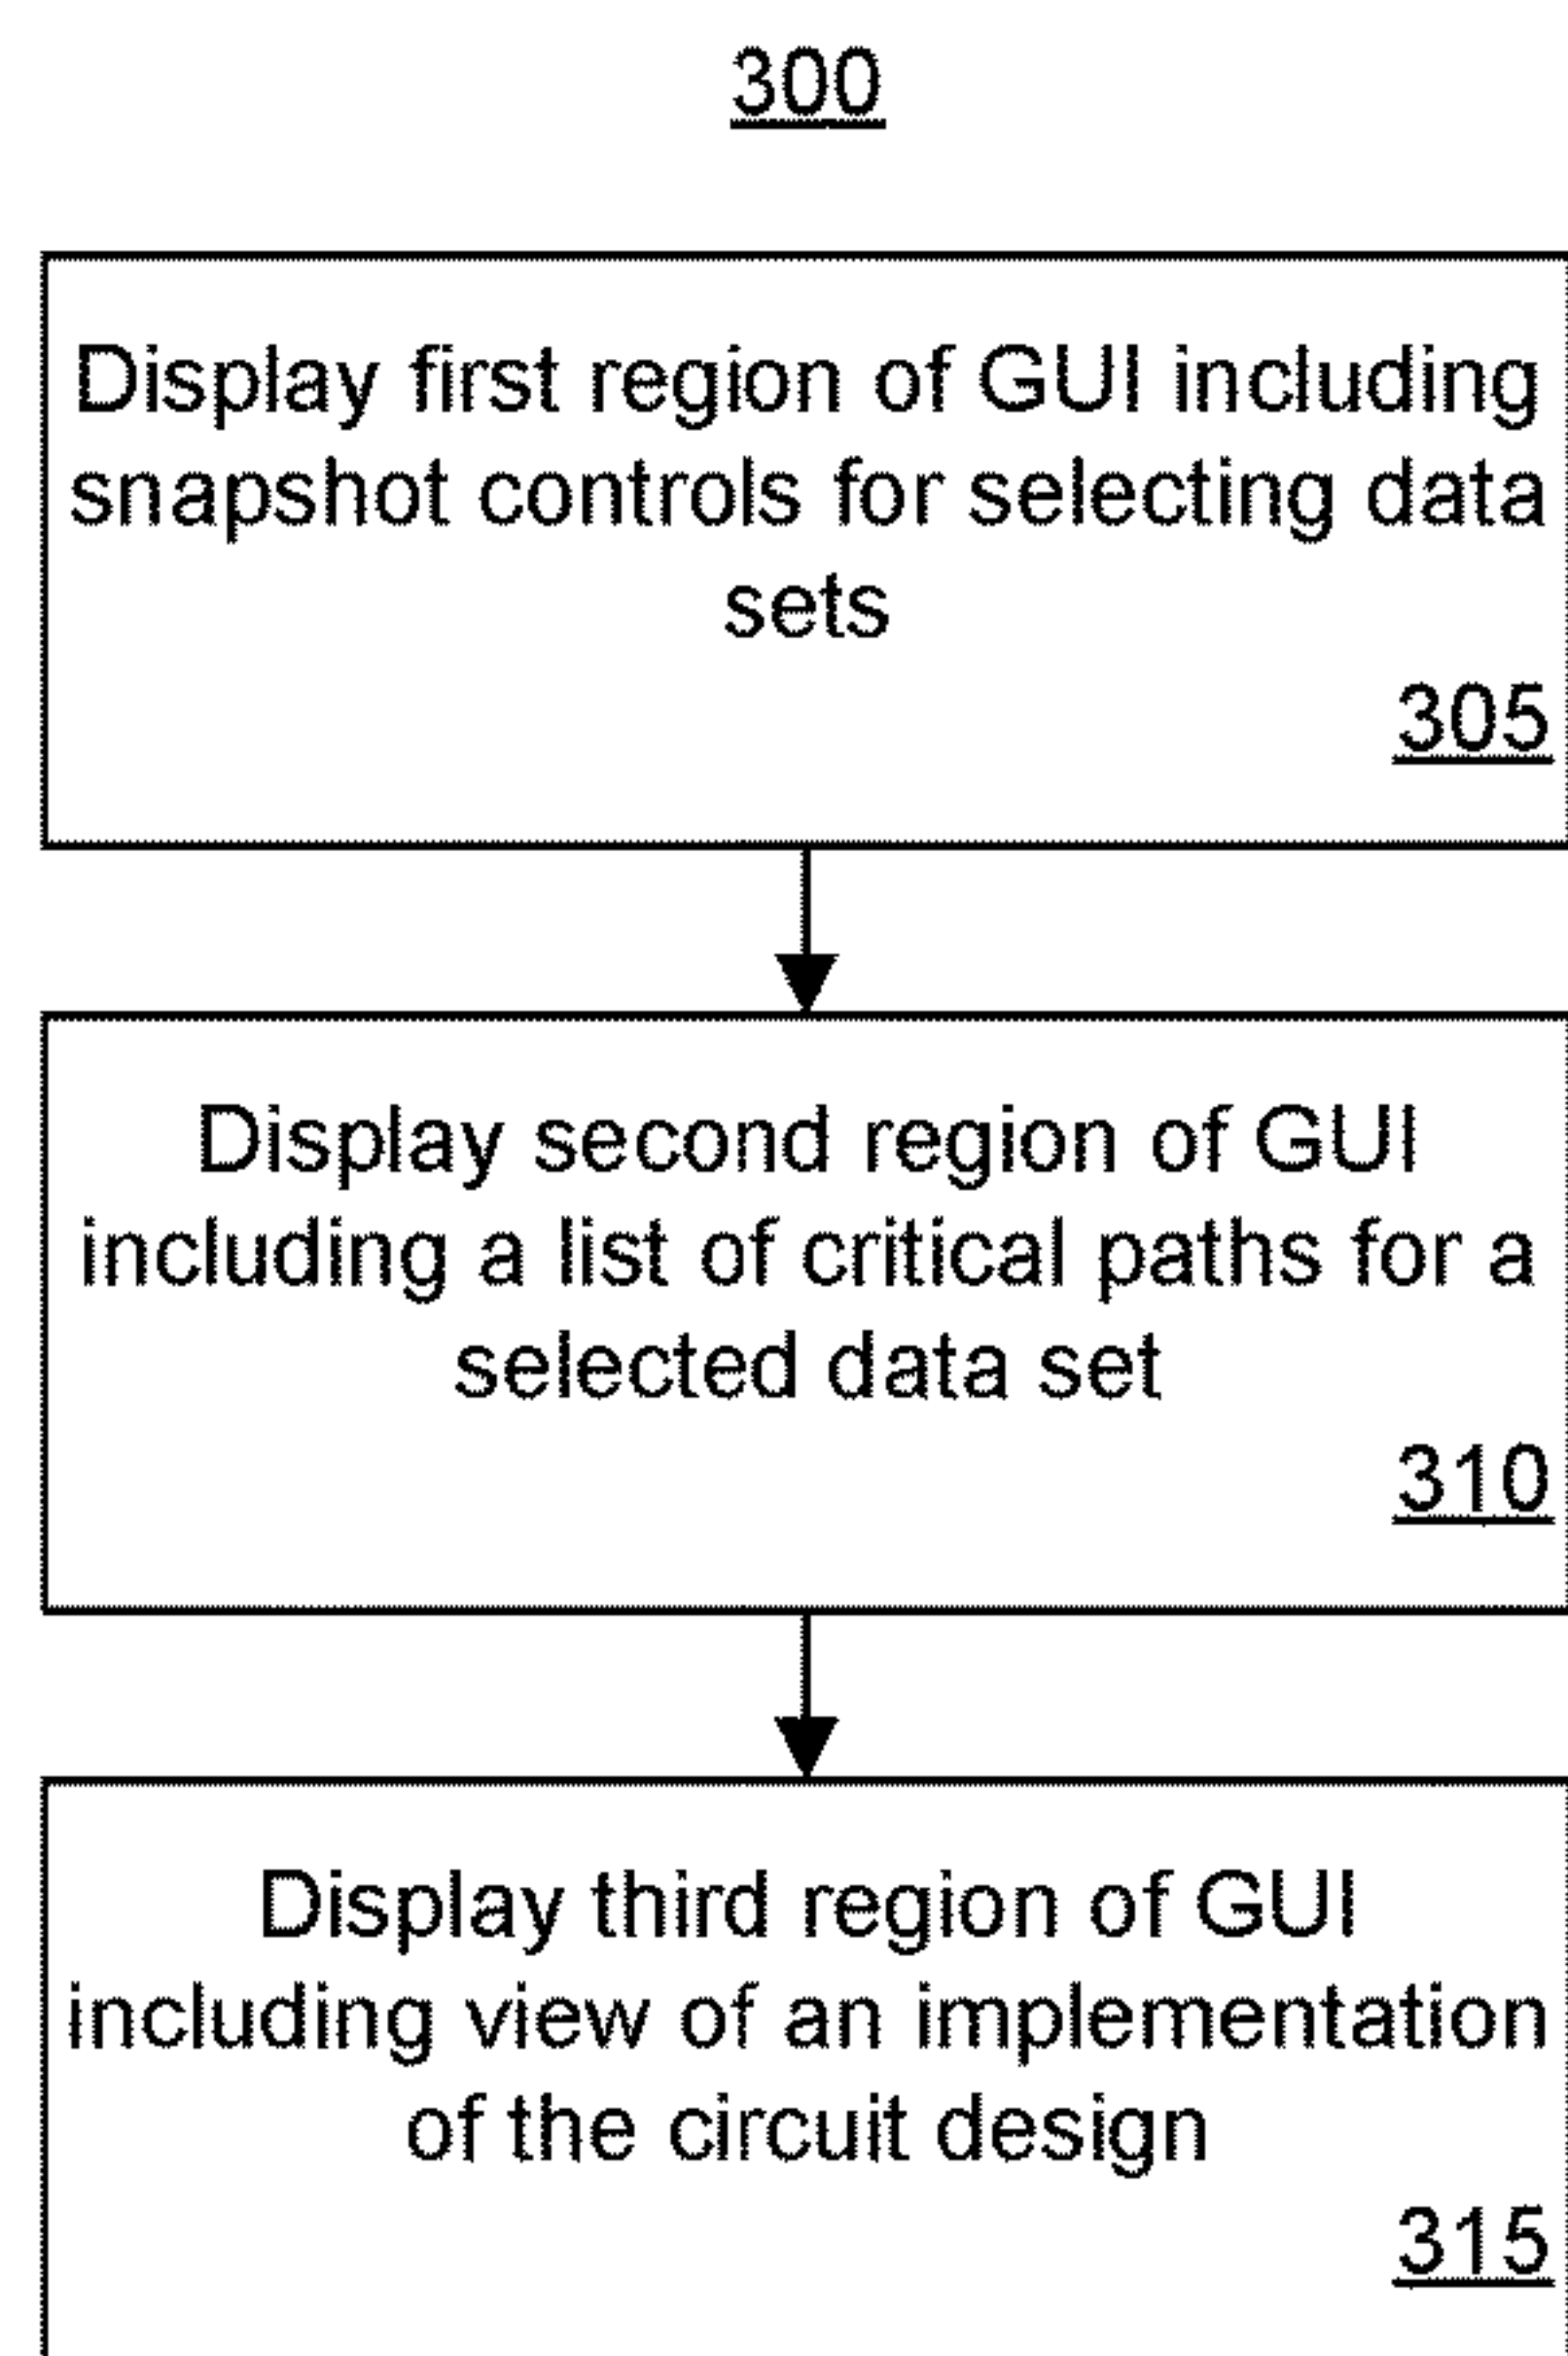 300
Display first region of GUI including
snapshot controls for selecting data
sets
305
Display second region of GUI
including a list of critical paths for a
selected data set
310
Display third region of GUI
including view of an implementation
of the circuit design
315